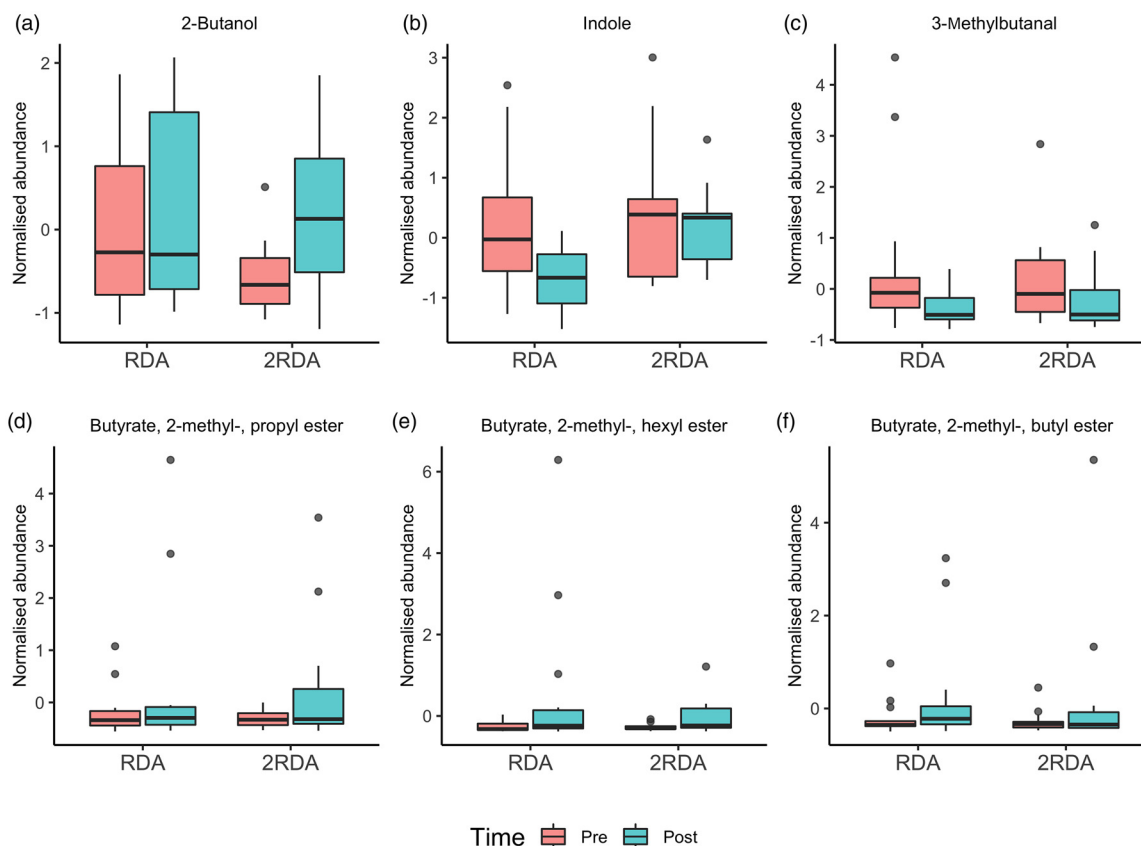 (a) 2-Butanol
Normalised abundance
2
1
0
-1
RDA 2RDA
(b) Indole
Normalised abundance
3
2
1
0
-1
RDA 2RDA
(c) 3-Methylbutanal
Normalised abundance
4
3
2
1
0
-1
RDA 2RDA
(d) Butyrate, 2-methyl-, propyl ester
Normalised abundance
4
3
2
1
0
RDA 2RDA
(e) Butyrate, 2-methyl-, hexyl ester
Normalised abundance
6
4
2
0
RDA 2RDA
(f) Butyrate, 2-methyl-, butyl ester
Normalised abundance
4
2
0
RDA 2RDA
Time Pre Post